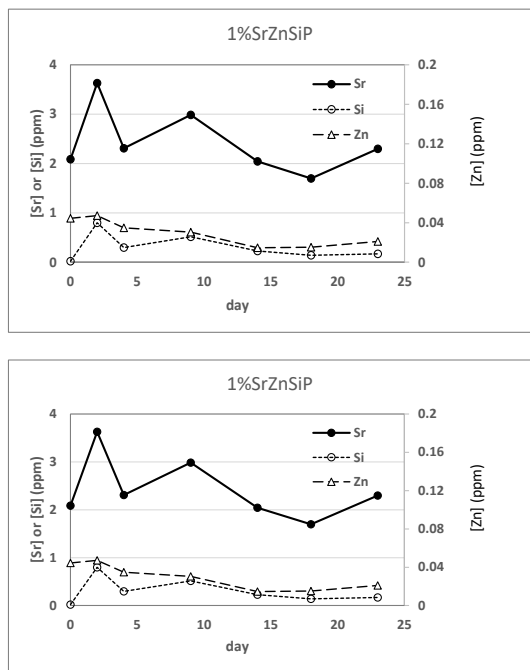 1%SrZnSiP
4
3
2
1
0
[Sr] or [Si] (ppm)
0.2
0.16
0.12
0.08
0.04
0
[Zn] (ppm)
Sr
Si
Zn
0 5 10 15 20 25
day
1%SrZnSiP
4
3
2
1
0
[Sr] or [Si] (ppm)
0.2
0.16
0.12
0.08
0.04
0
[Zn] (ppm)
Sr
Si
Zn
0 5 10 15 20 25
day